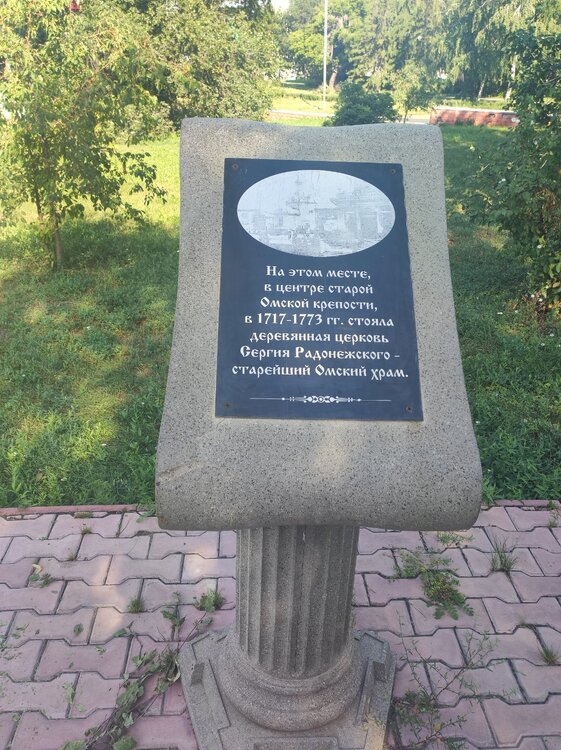 На этом месте,
в центре старой
Омской крепости,
в 1717-1773 гг. стояла
деревянная церковь
Сергия Радонежского -
старейший Омский храм.